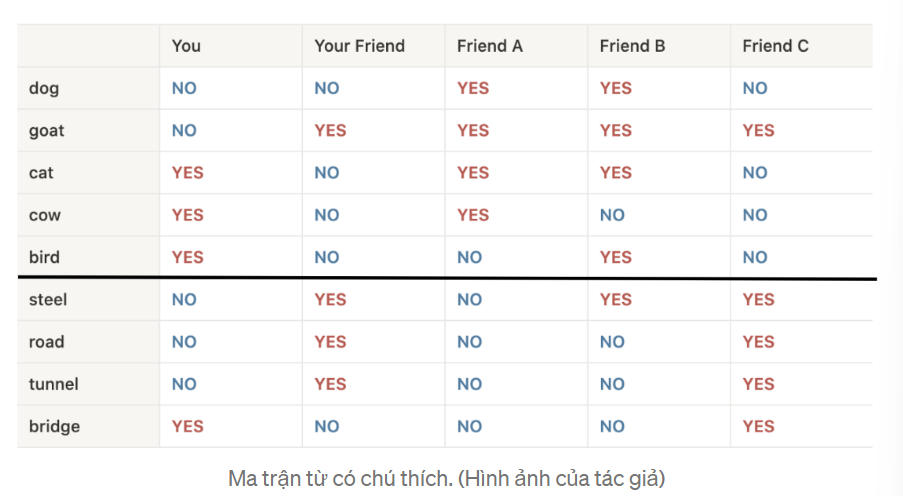 You Your Friend Friend A Friend B Friend C
dog NO NO YES YES NO
goat NO YES YES YES YES
cat YES NO YES YES NO
cow YES NO YES NO NO
bird YES NO NO YES NO
steel NO YES NO YES YES
road NO YES NO NO YES
tunnel NO YES NO NO YES
bridge YES NO NO NO YES
Ma trận từ có chú thích. (Hình ảnh của tác giả)